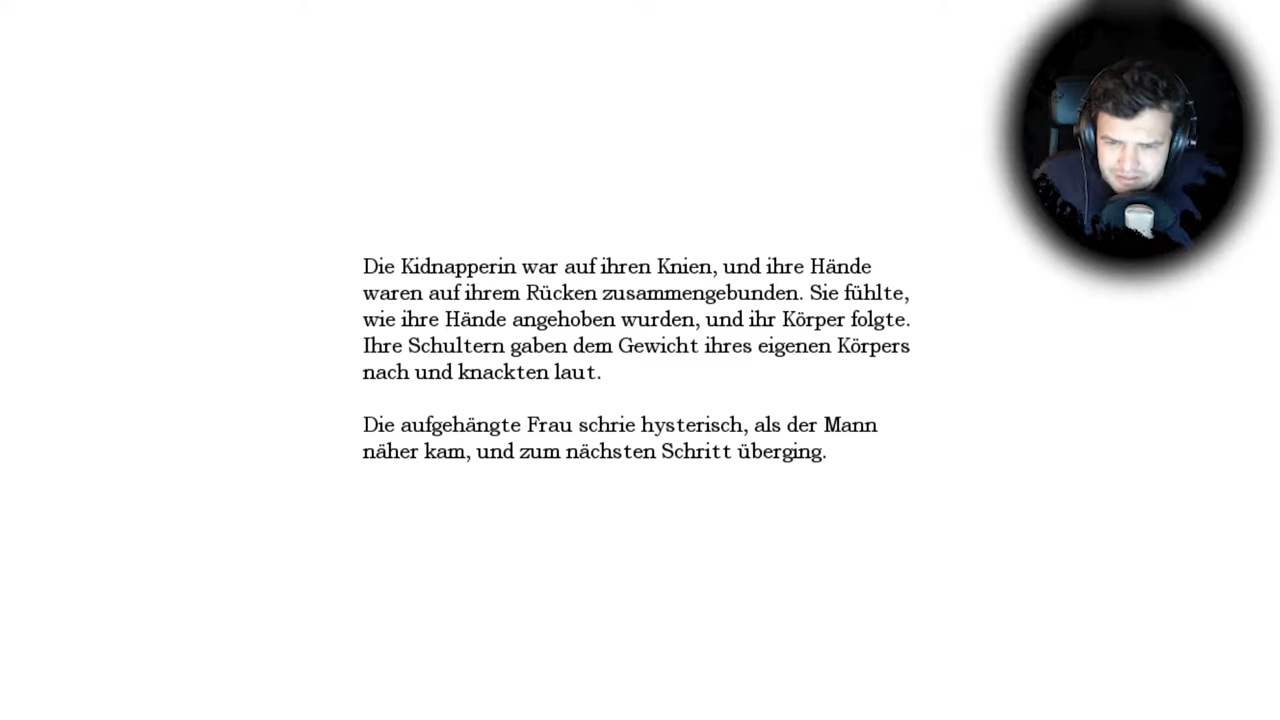 Die Kidnapperin war auf ihren Knien, und ihre Hände
waren auf ihrem Rücken zusammengebunden. Sie fühlte,
wie ihre Hände angehoben wurden, und ihr Körper folgte.
Ihre Schultern gaben dem Gewicht ihres eigenen Körpers
nach und knackten laut.
Die aufgehängte Frau schrie hysterisch, als der Mann
näher kam, und zum nächsten Schritt überging.